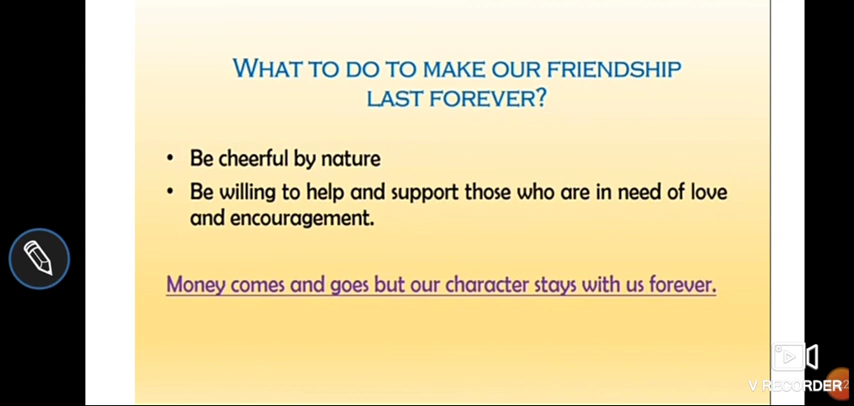 WHAT TO DO TO MAKE OUR FRIENDSHIP
LAST FOREVER?
• Be cheerful by nature
• Be willing to help and support those who are in need of love
and encouragement.
Money comes and goes but our character stays with us forever.
V RECORDER